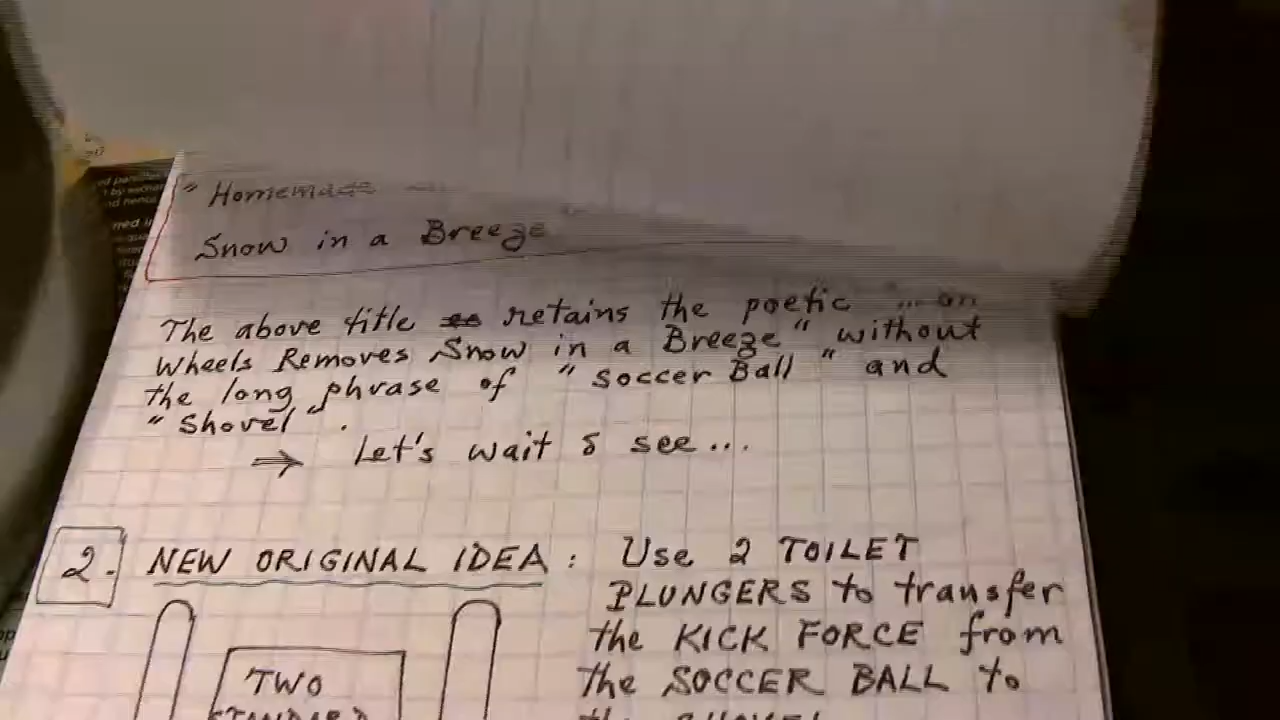 " Homemade
Snow in a Breeze
The above title retains the poetic "... on
Wheels Removes Snow in a Breeze" without
the long phrase of "Soccer Ball" and
"Shovel".
⇒ Let's wait & see...
2. NEW ORIGINAL IDEA : Use 2 TOILET
PLUNGERS to transfer
the KICK FORCE from
the SOCCER BALL to
TWO